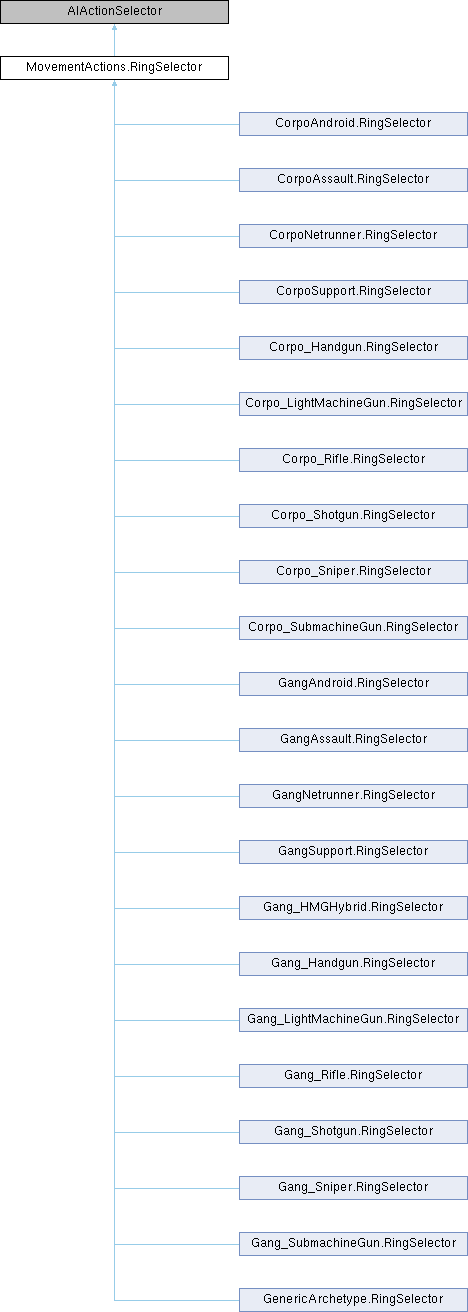 AIActionSelector
MovementActions.RingSelector
CorpoAndroid.RingSelector
CorpoAssault.RingSelector
CorpoNetrunner.RingSelector
CorpoSupport.RingSelector
Corpo_Handgun.RingSelector
Corpo_LightMachineGun.RingSelector
Corpo_Rifle.RingSelector
Corpo_Shotgun.RingSelector
Corpo_Sniper.RingSelector
Corpo_SubmachineGun.RingSelector
GangAndroid.RingSelector
GangAssault.RingSelector
GangNetrunner.RingSelector
GangSupport.RingSelector
Gang_HMGHybrid.RingSelector
Gang_Handgun.RingSelector
Gang_LightMachineGun.RingSelector
Gang_Rifle.RingSelector
Gang_Shotgun.RingSelector
Gang_Sniper.RingSelector
Gang_SubmachineGun.RingSelector
GenericArchetype.RingSelector